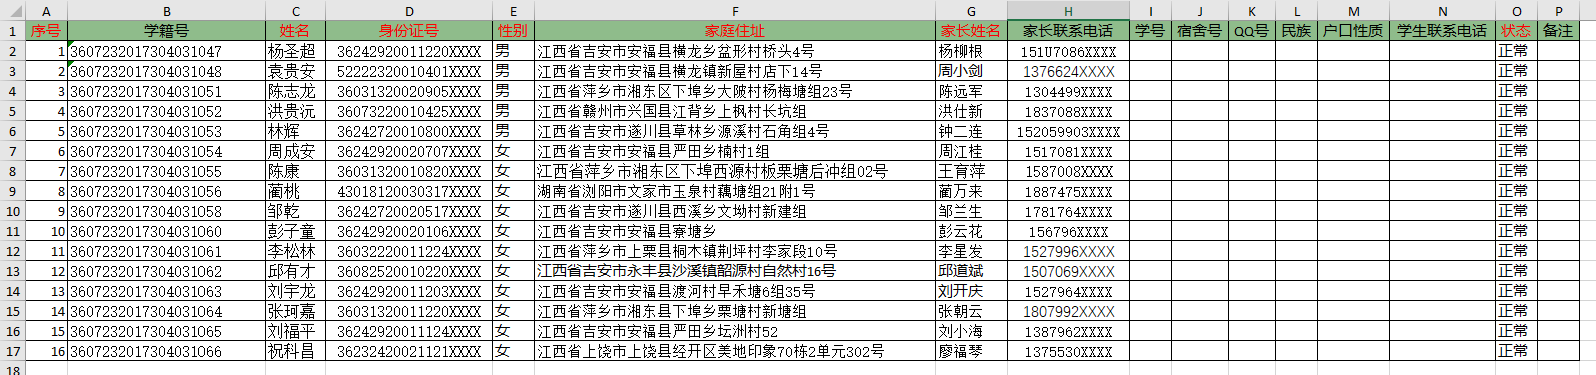 A B C D E F G H I J K L M N O P
1 序号 学籍号 姓名 身份证号 性别 家庭住址 家长姓名 家长联系电话 学号 宿舍号 QQ号 民族 户口性质 学生联系电话 状态 备注
2 1 3607232017304031047 杨圣超 36242920011220XXXX 男 江西省吉安市安福县横龙乡盆形村桥头4号 杨柳根 151U7086XXXX 正常
3 2 3607232017304031048 袁贵安 52222320010401XXXX 男 江西省吉安市安福县横龙镇新屋村店下14号 周小剑 1376624XXXX 正常
4 3 3607232017304031051 陈志龙 36031320020905XXXX 男 江西省萍乡市湘东区下埠乡大陂村杨梅塘组23号 陈远军 1304499XXXX 正常
5 4 3607232017304031052 洪贵沅 36073220010425XXXX 男 江西省赣州市兴国县江背乡上枫村长坑组 洪仕新 1837088XXXX 正常
6 5 3607232017304031053 林辉 36242720010800XXXX 男 江西省吉安市遂川县草林乡源溪村石角组4号 钟二连 152059903XXXX 正常
7 6 3607232017304031054 周成安 36242920020707XXXX 女 江西省吉安市安福县严田乡楠村1组 周江桂 1517081XXXX 正常
8 7 3607232017304031055 陈康 36031320010820XXXX 女 江西省萍乡市湘东区下埠西源村板栗塘后冲组02号 王育萍 1587008XXXX 正常
9 8 3607232017304031056 蔺桃 43018120030317XXXX 女 湖南省浏阳市文家市玉泉村藕塘组21附1号 蔺万来 1887475XXXX 正常
10 9 3607232017304031058 邹乾 36242720020517XXXX 女 江西省吉安市遂川县西溪乡文坳村新建组 邹兰生 1781764XXXX 正常
11 10 3607232017304031060 彭子童 36242920020106XXXX 女 江西省吉安市安福县寮塘乡 彭云花 156796XXXX 正常
12 11 3607232017304031061 李松林 36032220011224XXXX 女 江西省萍乡市上栗县桐木镇荆坪村李家段10号 李星发 1527996XXXX 正常
13 12 3607232017304031062 邱有才 36082520010220XXXX 女 江西省吉安市永丰县沙溪镇韶源村自然村16号 邱道斌 1507069XXXX 正常
14 13 3607232017304031063 刘宇龙 36242920011203XXXX 女 江西省吉安市安福县渡河村早禾塘6组35号 刘开庆 1527964XXXX 正常
15 14 3607232017304031064 张珂嘉 36031320011220XXXX 女 江西省萍乡市湘东县下埠乡栗塘村新塘组 张朝云 1807992XXXX 正常
16 15 3607232017304031065 刘福平 36242920011124XXXX 女 江西省吉安市安福县严田乡坛洲村52 刘小海 1387962XXXX 正常
17 16 3607232017304031066 祝科昌 36232420021121XXXX 女 江西省上饶市上饶县经开区美地印象70栋2单元302号 廖福琴 1375530XXXX 正常
18